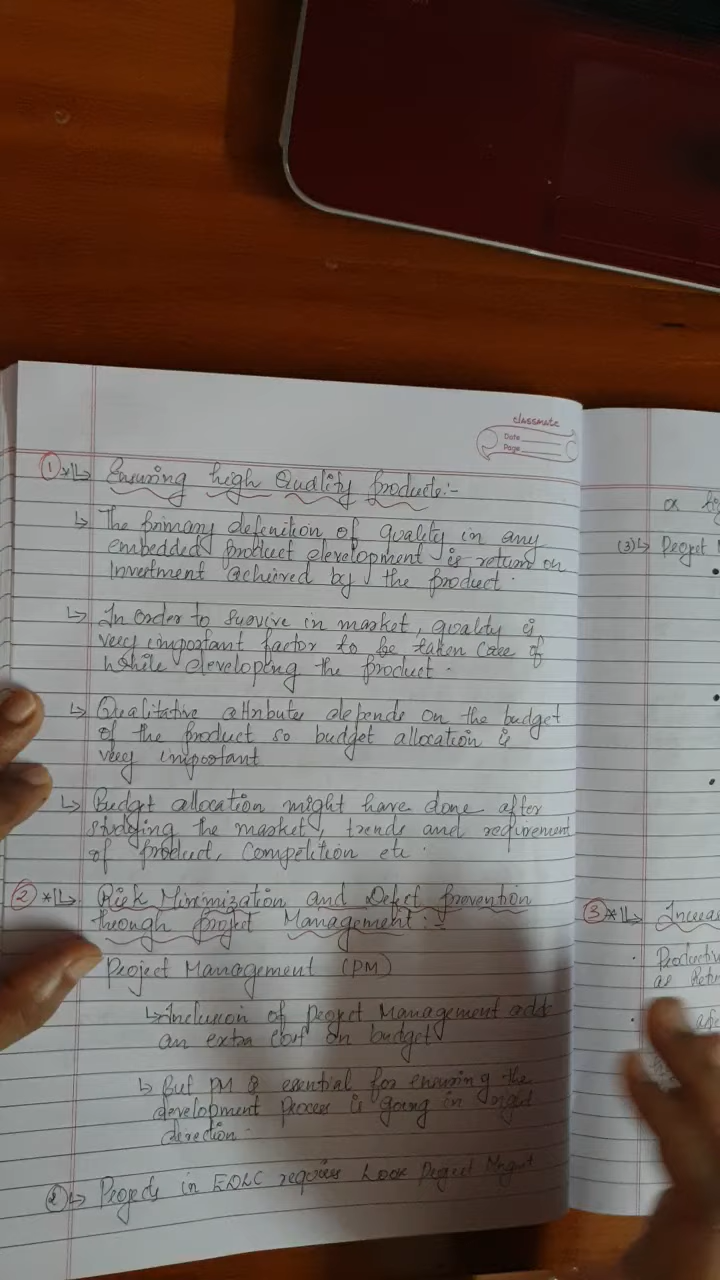 classmate
Date
Page
① *↳ Ensuring high Quality products:-
↳ The primary defenition of quality in any
embedded product development is return on
Investment achieved by the product.
↳ In order to survive in market, quality is
very important factor to be taken care of
while developing the product.
↳ Qualitative attributes depends on the budget
of the product so budget allocation is
very important
↳ Budget allocation might have done after
studying the market, trends and requirement
of product, Competition etc.
② *↳ Risk Minimization and Defect prevention
through project Management:-
Project Management (PM)
↳ Inclusion of Project Management adds
an extra cost on budget
↳ But PM is essential for ensuring the
development process is going in right
direction.
↳ Projects in EDLC requires Look Project Mngmt
(3)↳ Project
③ *↳
as